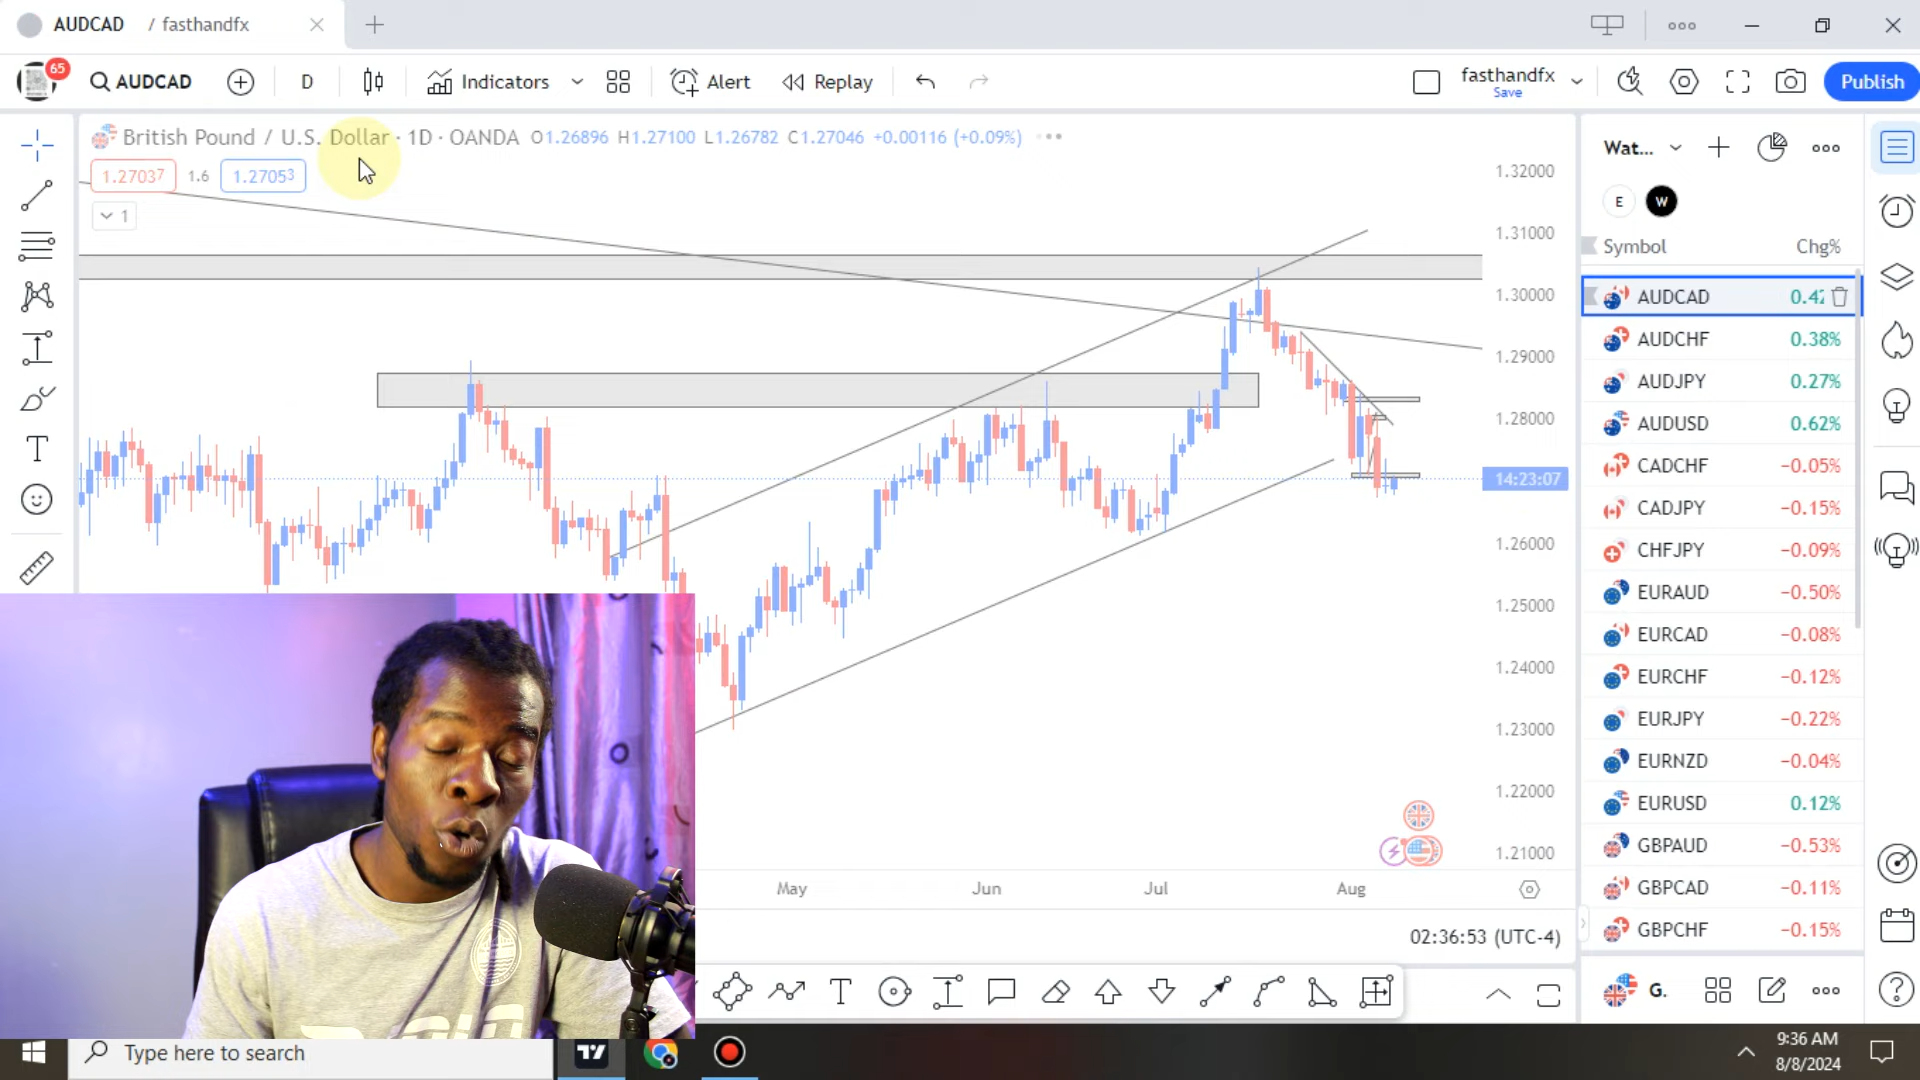 AUDCAD / fasthandfx
65
AUDCAD
D
Indicators
Alert
Replay
fasthandfx
Save
Publish
British Pound / U.S. Dollar · 1D · OANDA O1.26896 H1.27100 L1.26782 C1.27046 +0.00116 (+0.09%)
1.27037 1.6 1.27053
1
1.32000
1.31000
1.30000
1.29000
1.28000
14:23:07
1.26000
1.25000
1.24000
1.23000
1.22000
1.21000
May Jun Jul Aug
02:36:53 (UTC-4)
Wat...
E W
Symbol Chg%
AUDCAD 0.42
AUDCHF 0.38%
AUDJPY 0.27%
AUDUSD 0.62%
CADCHF −0.05%
CADJPY −0.15%
CHFJPY −0.09%
EURAUD −0.50%
EURCAD −0.08%
EURCHF −0.12%
EURJPY −0.22%
EURNZD −0.04%
EURUSD 0.12%
GBPAUD −0.53%
GBPCAD −0.11%
GBPCHF −0.15%
G.
Type here to search
9:36 AM
8/8/2024